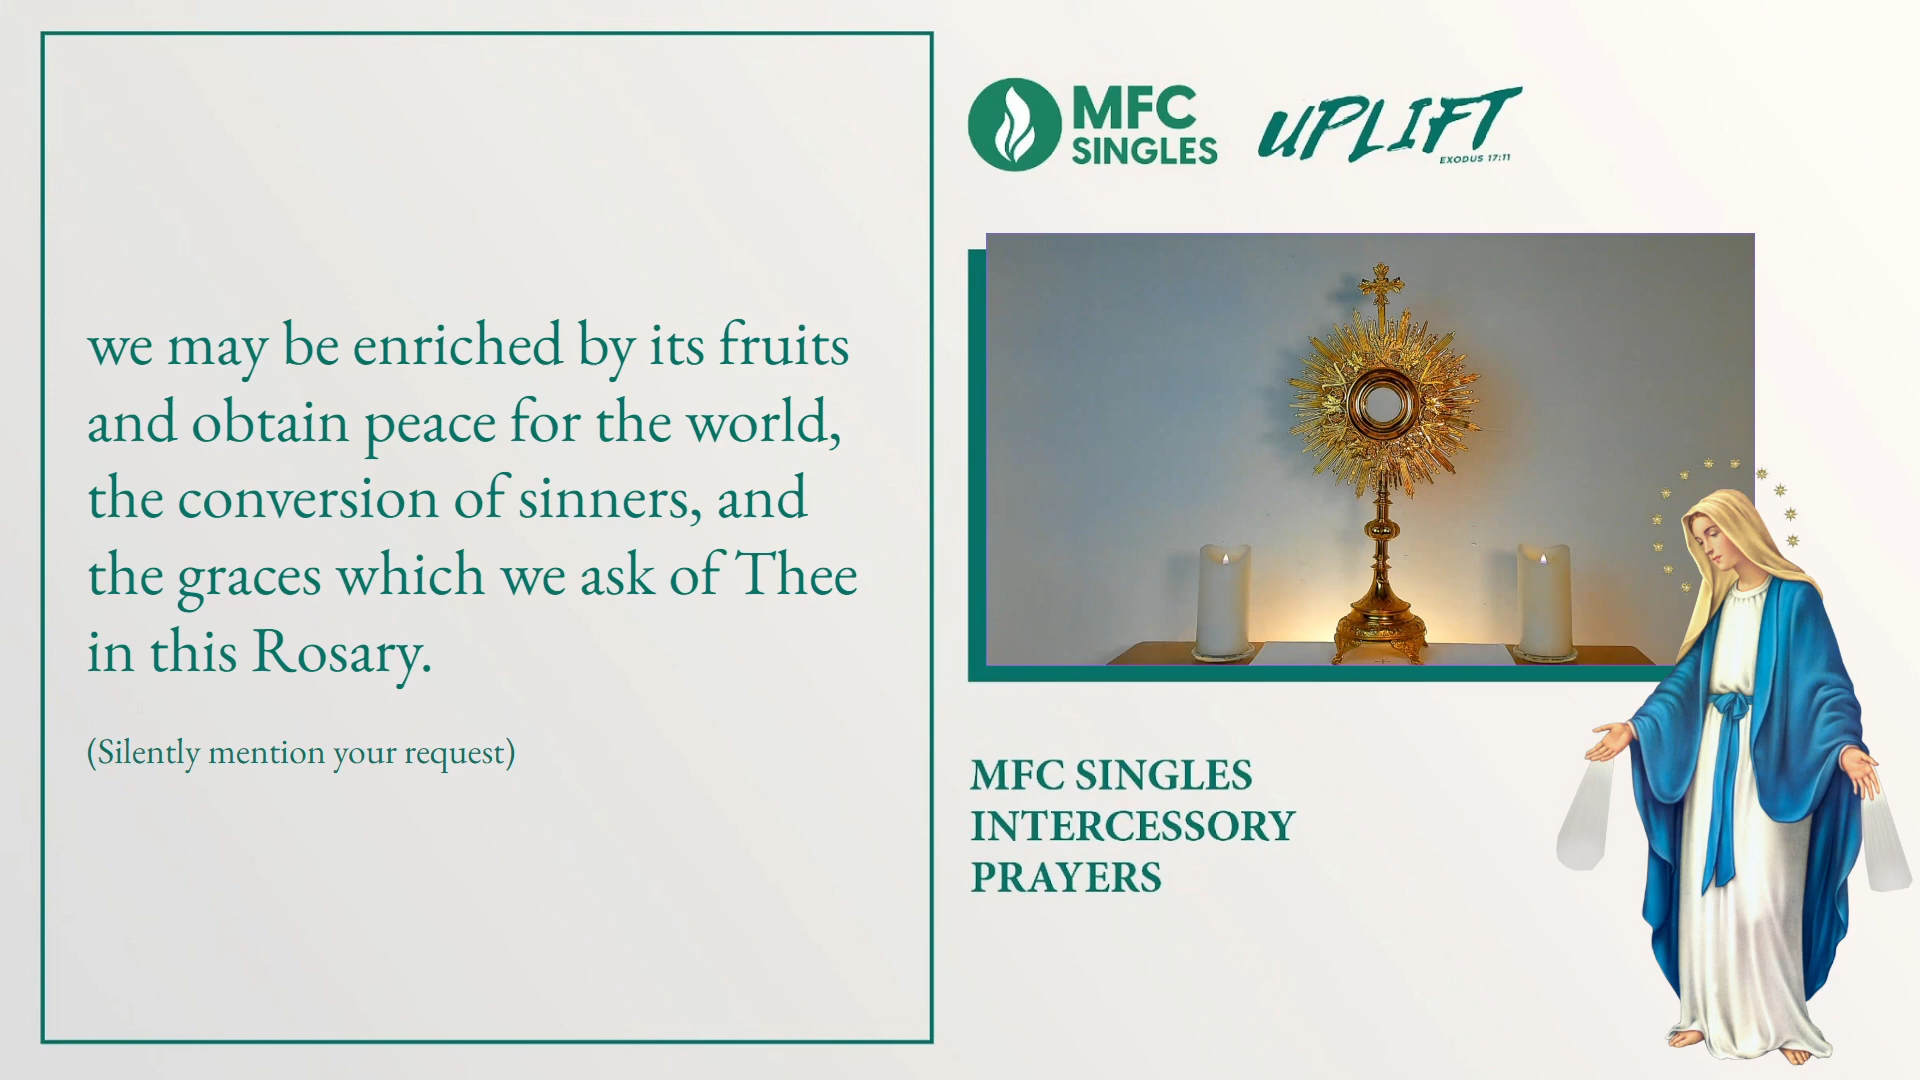 we may be enriched by its fruits
and obtain peace for the world,
the conversion of sinners, and
the graces which we ask of Thee
in this Rosary.
(Silently mention your request)
MFC
SINGLES
UPLIFT
EXODUS 17:11
MFC SINGLES
INTERCESSORY
PRAYERS